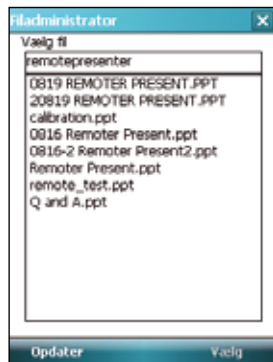 Filadministrator
Vælg fil
remotepresenter
0819 REMOTER PRESENT.PPT
20819 REMOTER PRESENT.PPT
calibration.ppt
0816 Remoter Present.ppt
0816-2 Remoter Present2.ppt
Remoter Present.ppt
remote_test.ppt
Q and A.ppt
Opdater
Vælg